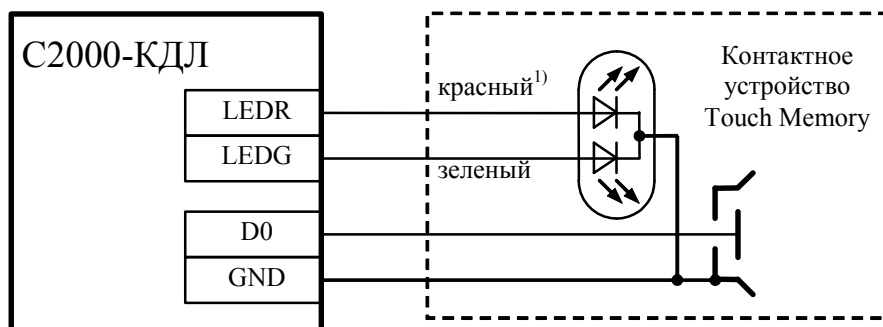 С2000-КДЛ
LEDR
LEDG
D0
GND
красный1)
зеленый
Контактное
устройство
Touch Memory